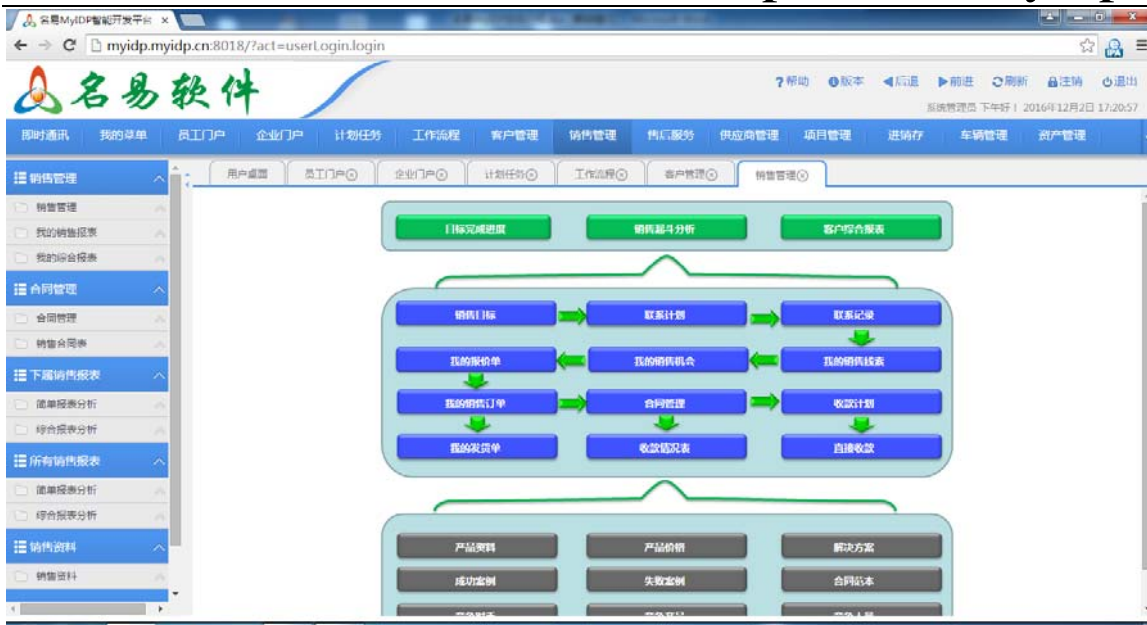 名易MyIDP智能开发平台
myidp.myidp.cn:8018/?act=userLogin.login
名易软件
帮助 版本 后退 前进 刷新 注销 退出
系统管理员 下午好！ 2016年12月2日 17:20:57
即时通讯 我的菜单 员工门户 企业门户 计划任务 工作流程 客户管理 销售管理 售后服务 供应商管理 项目管理 进销存 车辆管理 资产管理
用户桌面 员工门户 企业门户 计划任务 工作流程 客户管理 销售管理
销售管理
销售管理
我的销售报表
我的综合报表
合同管理
合同管理
销售合同表
下属销售报表
简单报表分析
综合报表分析
所有销售报表
简单报表分析
综合报表分析
销售资料
销售资料
目标完成进度 销售漏斗分析 客户综合报表
销售目标 联系计划 联系记录
我的报价单 我的销售机会 我的销售线索
我的销售订单 合同管理 收款计划
我的发货单 收款情况表 直接收款
产品资料 产品价格 解决方案
成功案例 失败案例 合同范本